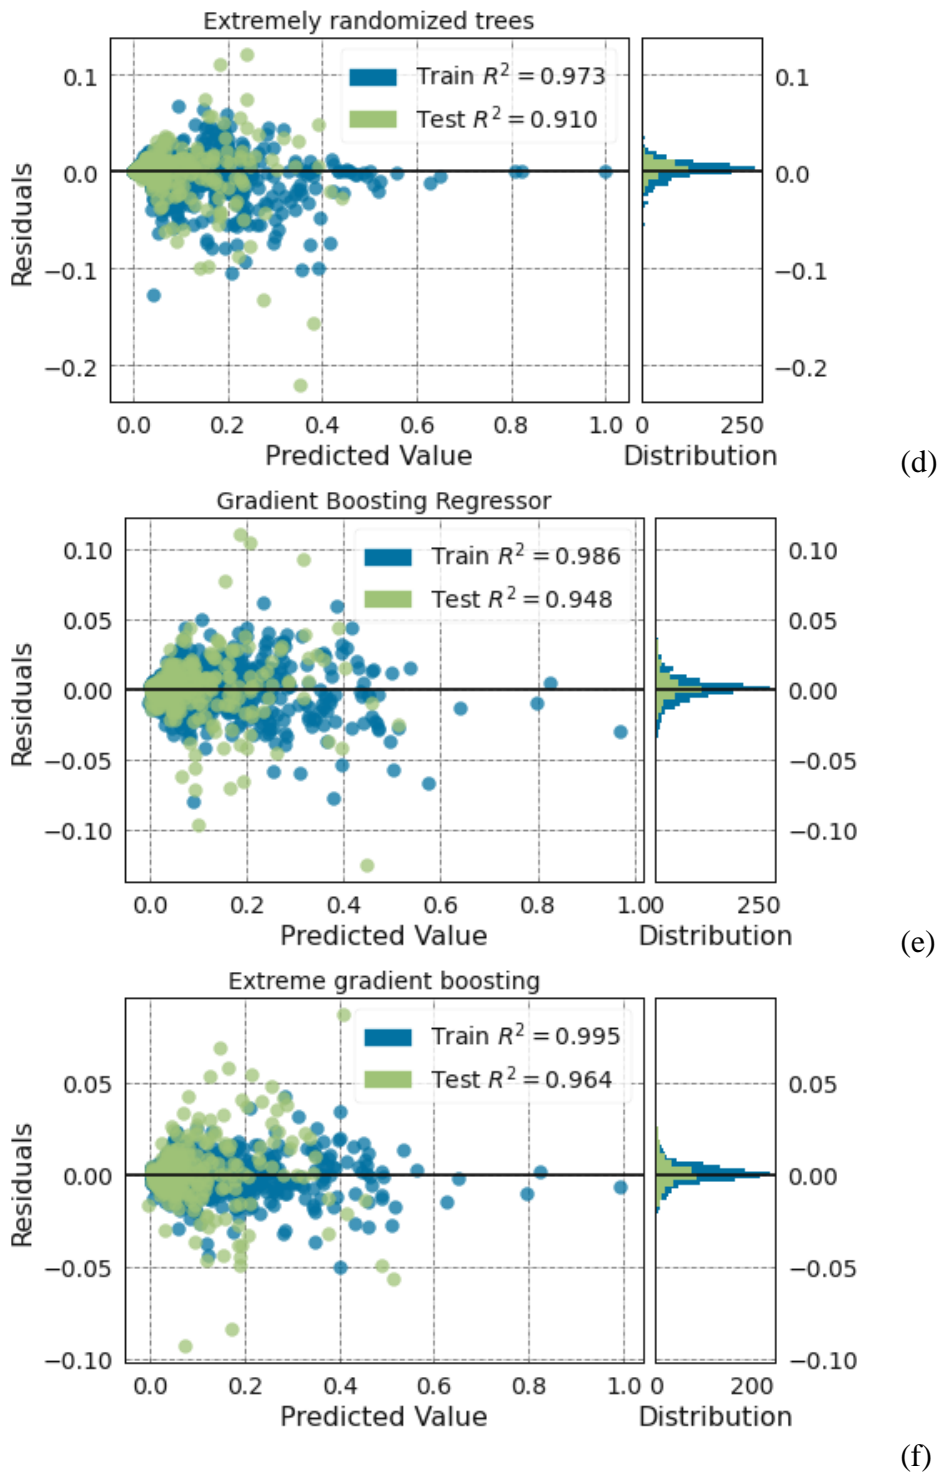 Extremely randomized trees
Train R² = 0.973
Test R² = 0.910
0.1
0.0
−0.1
−0.2
Residuals
0.1
0.0
−0.1
−0.2
0.0 0.2 0.4 0.6 0.8 1.0 0 250
Predicted Value Distribution
(d)
Gradient Boosting Regressor
Train R² = 0.986
Test R² = 0.948
0.10
0.05
0.00
−0.05
−0.10
Residuals
0.10
0.05
0.00
−0.05
−0.10
0.0 0.2 0.4 0.6 0.8 1.0 0 250
Predicted Value Distribution
(e)
Extreme gradient boosting
Train R² = 0.995
Test R² = 0.964
0.05
0.00
−0.05
−0.10
Residuals
0.05
0.00
−0.05
−0.10
0.0 0.2 0.4 0.6 0.8 1.0 0 200
Predicted Value Distribution
(f)